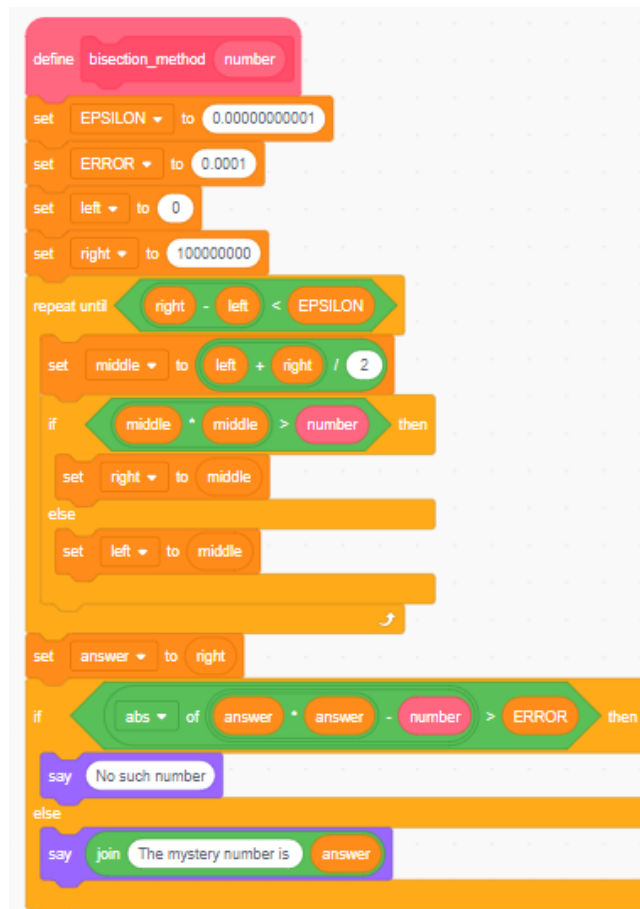 define bisection_method number
set EPSILON to 0.00000000001
set ERROR to 0.0001
set left to 0
set right to 100000000
repeat until right - left < EPSILON
set middle to left + right / 2
if middle * middle > number then
set right to middle
else
set left to middle
set answer to right
if abs of answer * answer - number > ERROR then
say No such number
else
say join The mystery number is answer